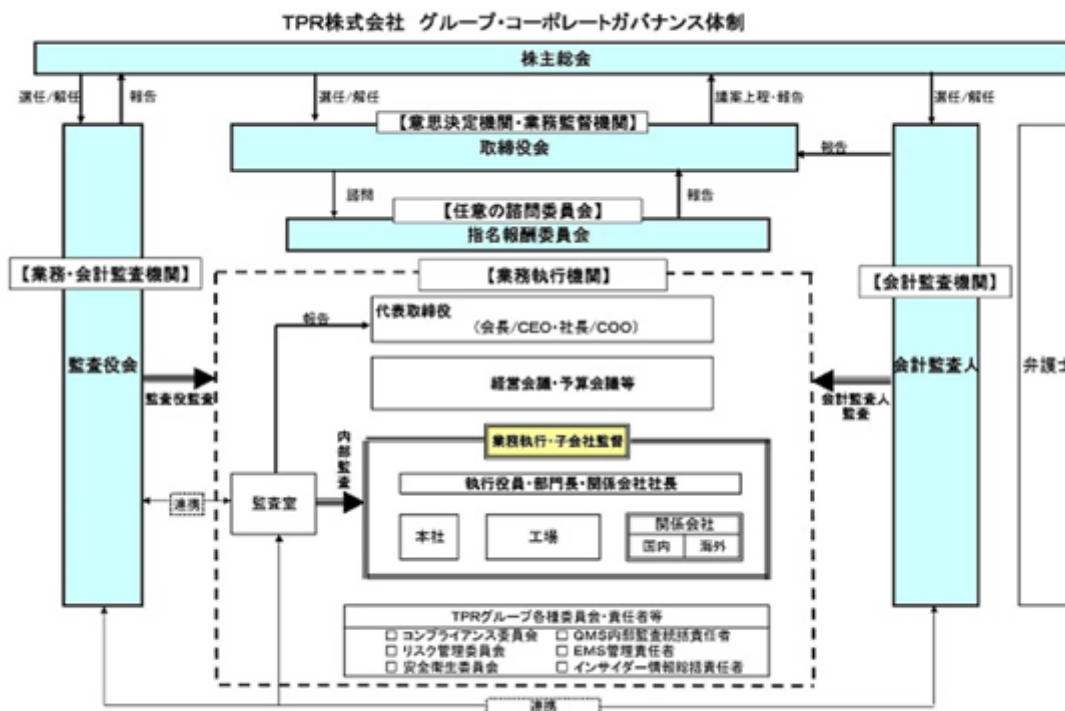 TPR株式会社 グループ・コーポレートガバナンス体制
株主総会
選任/解任
報告
選任/解任
議案上程・報告
選任/解任
【意思決定機関・業務監督機関】
取締役会
報告
諮問
報告
【任意の諮問委員会】
指名報酬委員会
【業務・会計監査機関】
【業務執行機関】
【会計監査機関】
代表取締役
(会長/CEO・社長/COO)
報告
監査役会
会計監査人
弁護士
経営会議・予算会議等
監査役監査
会計監査人
監査
業務執行・子会社監督
内部監査
執行役員・部門長・関係会社社長
連携
監査室
本社
工場
関係会社
国内
海外
TPRグループ各種委員会・責任者等
□ コンプライアンス委員会 □ QMS内部監査統括責任者
□ リスク管理委員会 □ EMS管理責任者
□ 安全衛生委員会 □ インサイダー情報総括責任者
連携